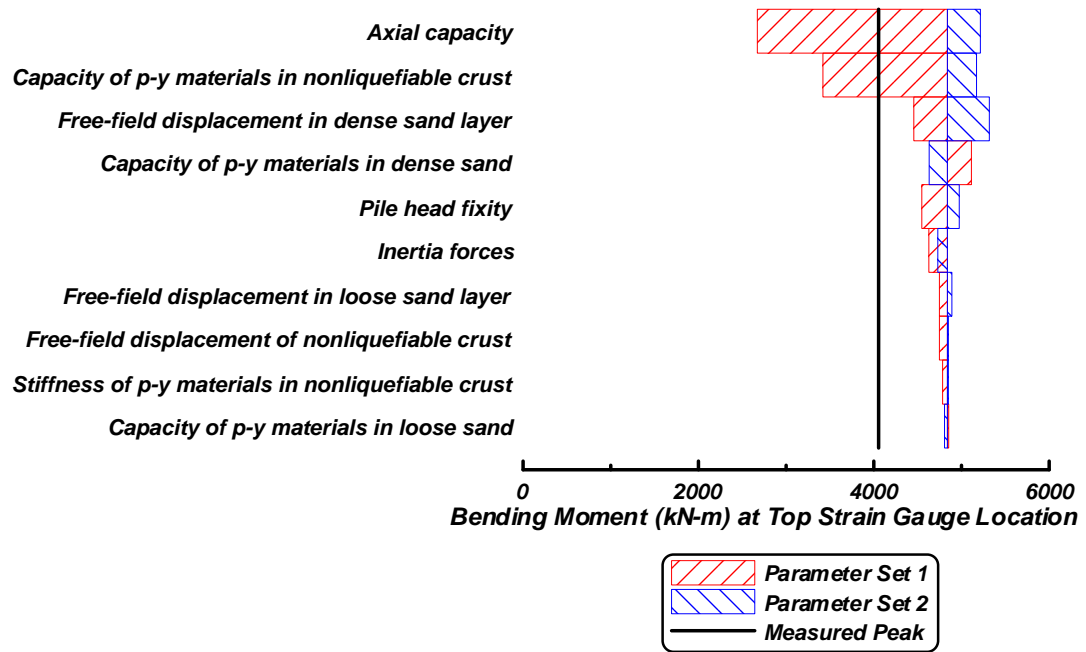 Axial capacity
Capacity of p-y materials in nonliquefiable crust
Free-field displacement in dense sand layer
Capacity of p-y materials in dense sand
Pile head fixity
Inertia forces
Free-field displacement in loose sand layer
Free-field displacement of nonliquefiable crust
Stiffness of p-y materials in nonliquefiable crust
Capacity of p-y materials in loose sand
0 2000 4000 6000
Bending Moment (kN-m) at Top Strain Gauge Location
Parameter Set 1
Parameter Set 2
Measured Peak